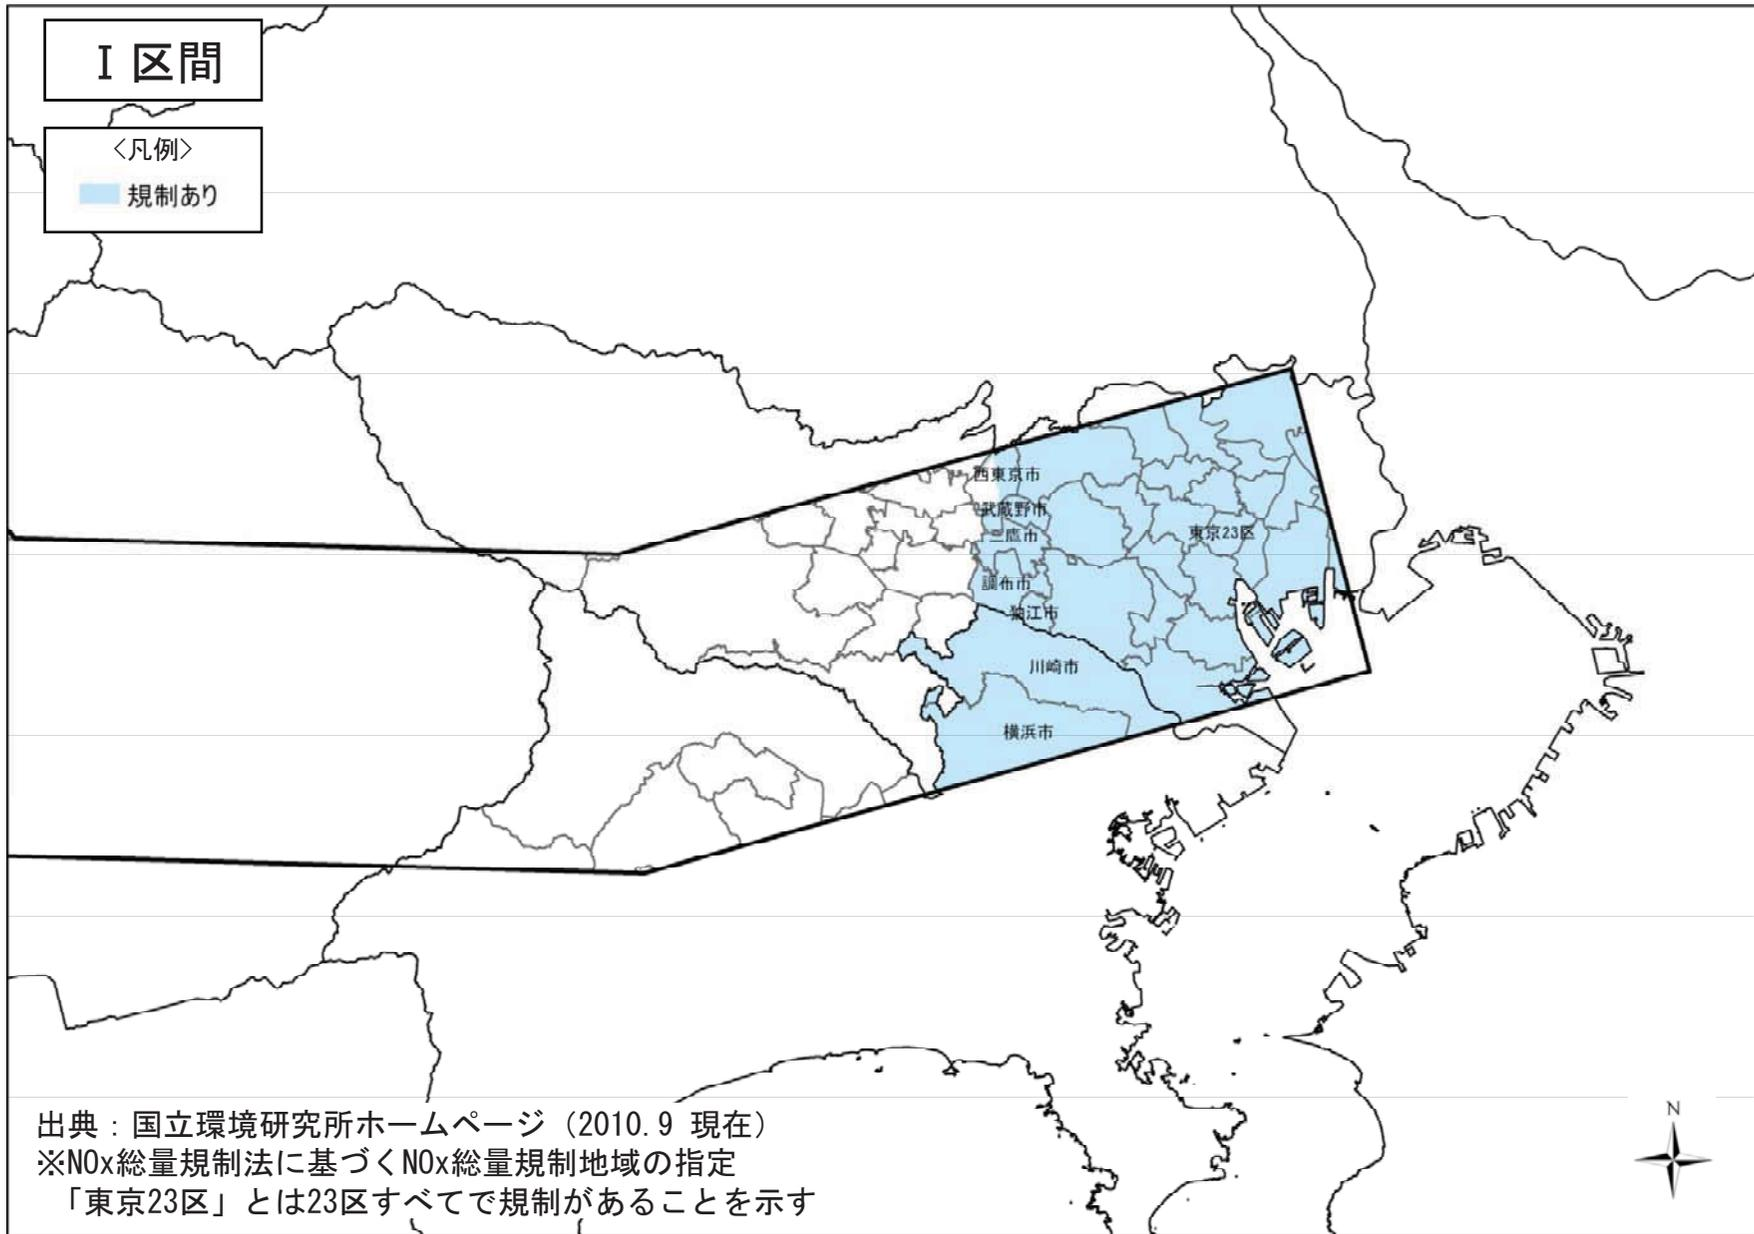 I 区間
<凡例>
規制あり
西東京市
武蔵野市
三鷹市
東京23区
調布市
狛江市
川崎市
横浜市
出典：国立環境研究所ホームページ（2010.9 現在）
※NOx総量規制法に基づくNOx総量規制地域の指定
「東京23区」とは23区すべてで規制があることを示す
N